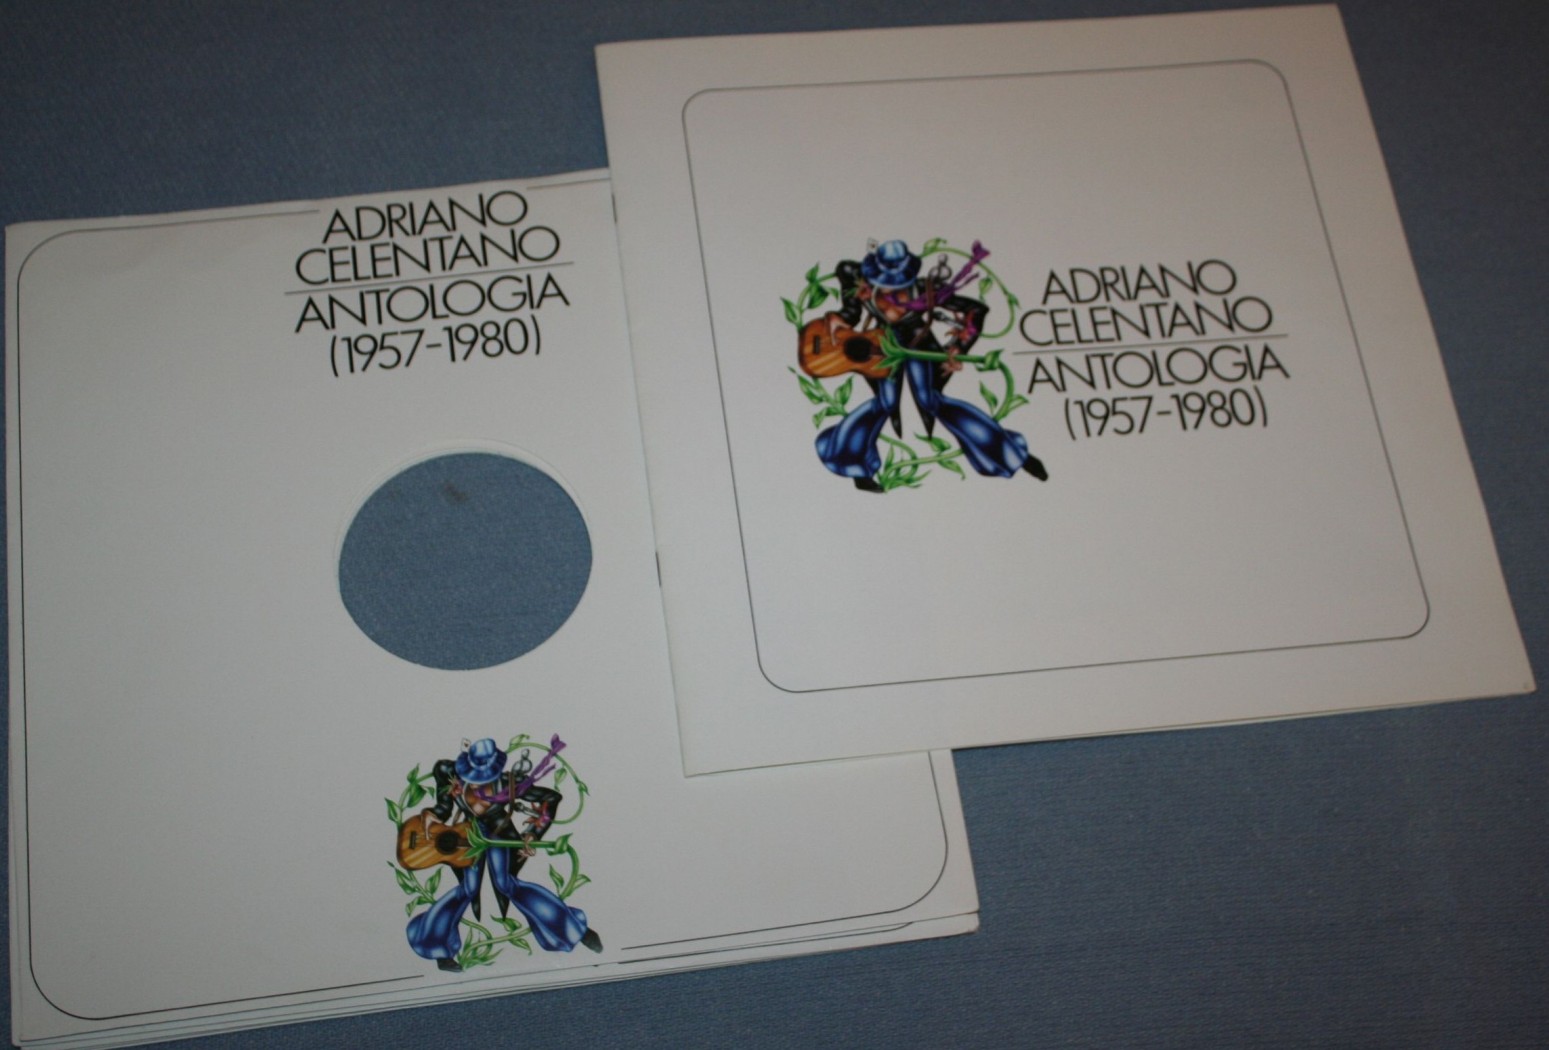 ADRIANO
CELENTANO
ANTOLOGIA
(1957-1980)
ADRIANO
CELENTANO
ANTOLOGIA
(1957-1980)